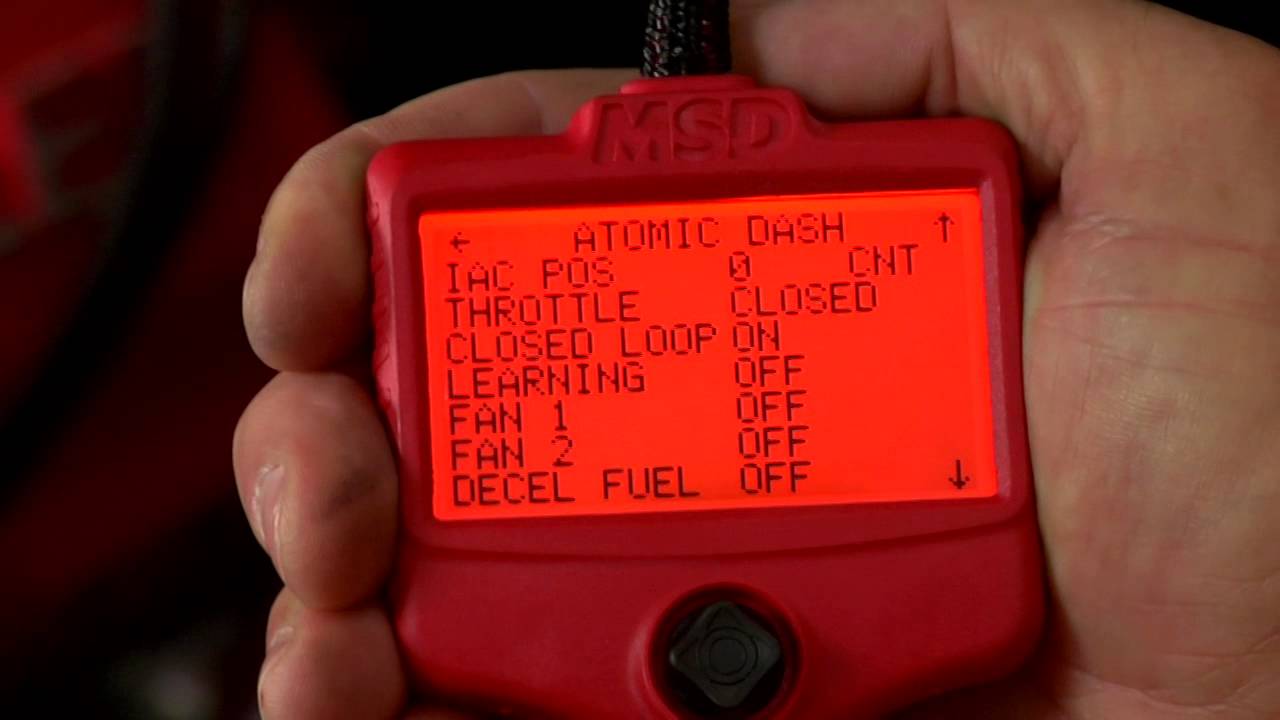 MSD
← ATOMIC DASH ↑
IAC POS 0 CNT
THROTTLE CLOSED
CLOSED LOOP ON
LEARNING OFF
FAN 1 OFF
FAN 2 OFF
DECEL FUEL OFF ↓